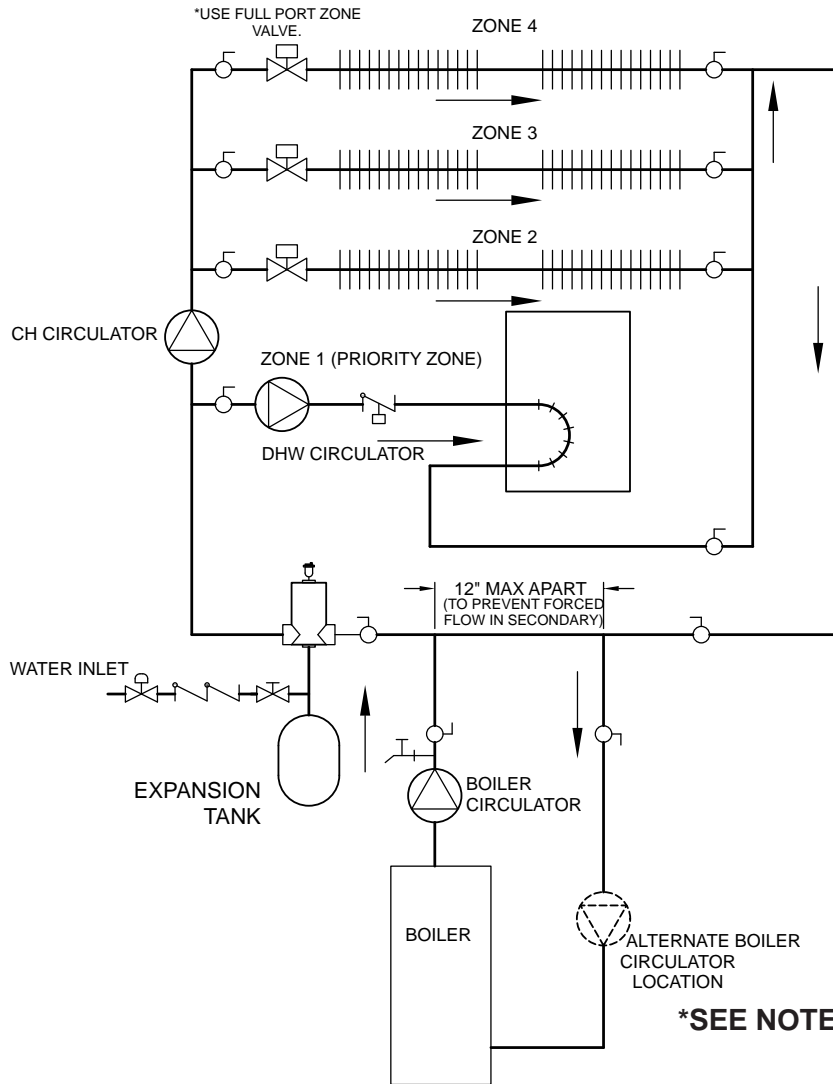 *USE FULL PORT ZONE
VALVE.
ZONE 4
ZONE 3
ZONE 2
CH CIRCULATOR
ZONE 1 (PRIORITY ZONE)
DHW CIRCULATOR
12" MAX APART
(TO PREVENT FORCED
FLOW IN SECONDARY)
WATER INLET
EXPANSION
TANK
BOILER
CIRCULATOR
BOILER
ALTERNATE BOILER
CIRCULATOR
LOCATION
*SEE NOTE